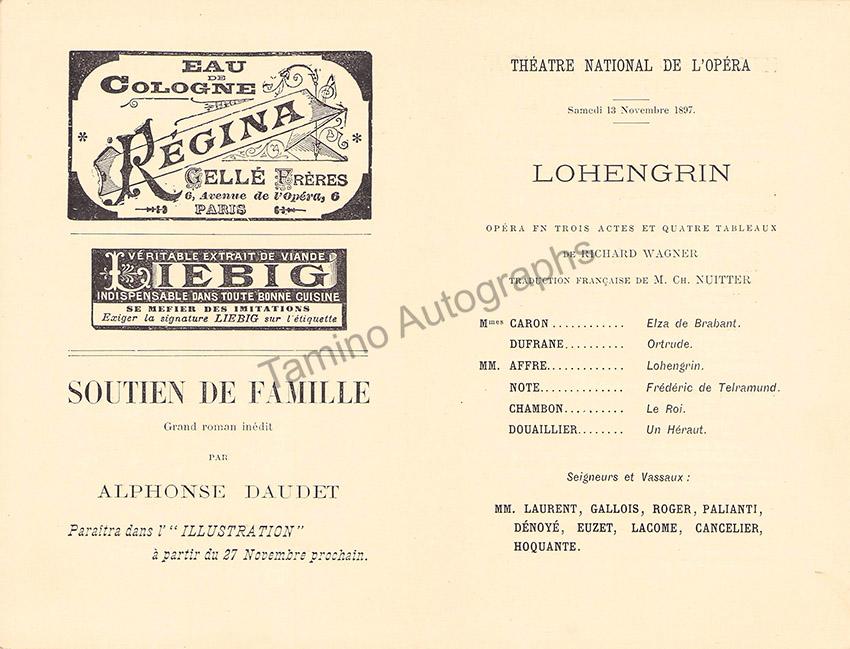 EAU
DE
COLOGNE
RÉGINA
GELLÉ FRÈRES
6, Avenue de l'Opéra, 6
PARIS
VÉRITABLE EXTRAIT DE VIANDE
LIEBIG
INDISPENSABLE DANS TOUTE BONNE CUISINE
SE MEFIER DES IMITATIONS
Exiger la signature LIEBIG sur l'étiquette
SOUTIEN DE FAMILLE
Grand roman inédit
PAR
ALPHONSE DAUDET
Paraîtra dans l' "ILLUSTRATION"
à partir du 27 Novembre prochain.
THÉATRE NATIONAL DE L'OPÉRA
Samedi 13 Novembre 1897.
LOHENGRIN
OPÉRA FN TROIS ACTES ET QUATRE TABLEAUX
DE RICHARD WAGNER
TRADUCTION FRANÇAISE DE M. CH. NUITTER
Mmes CARON ............ Elza de Brabant.
DUFRANE........... Ortrude.
MM. AFFRE............. Lohengrin.
NOTE.............. Frédéric de Telramund.
CHAMBON.......... Le Roi.
DOUAILLIER........ Un Héraut.
Seigneurs et Vassaux :
MM. LAURENT, GALLOIS, ROGER, PALIANTI,
DÉNOYÉ, EUZET, LACOME, CANCELIER,
HOQUANTE.
Tamino Autographs